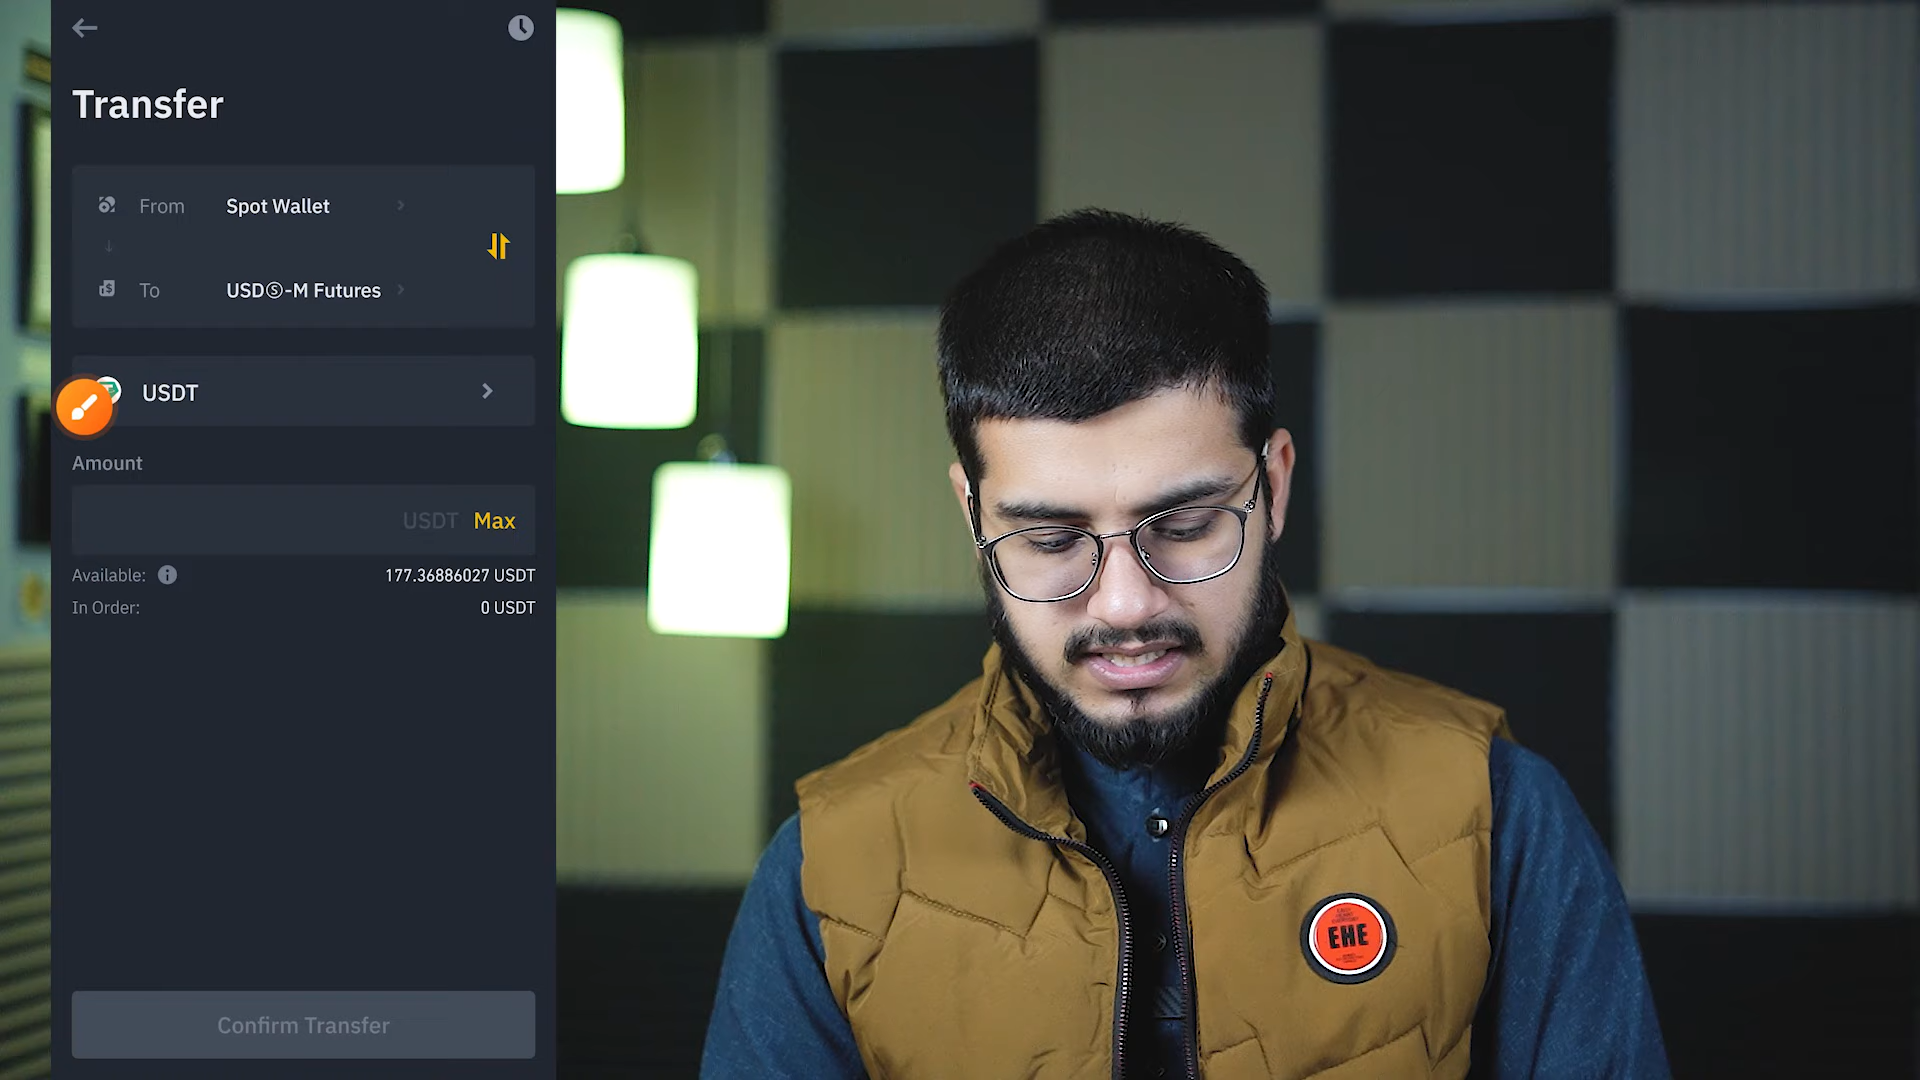 Transfer
From Spot Wallet
To USDⓈ-M Futures
USDT
Amount
USDT Max
Available: 177.36886027 USDT
In Order: 0 USDT
Confirm Transfer
EHE